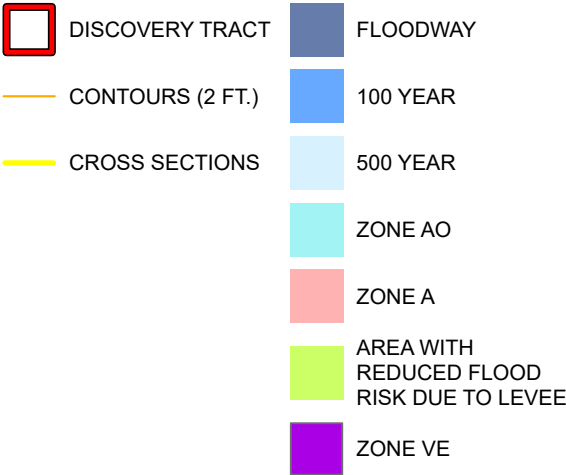 DISCOVERY TRACT
CONTOURS (2 FT.)
CROSS SECTIONS
FLOODWAY
100 YEAR
500 YEAR
ZONE AO
ZONE A
AREA WITH
REDUCED FLOOD
RISK DUE TO LEVEE
ZONE VE